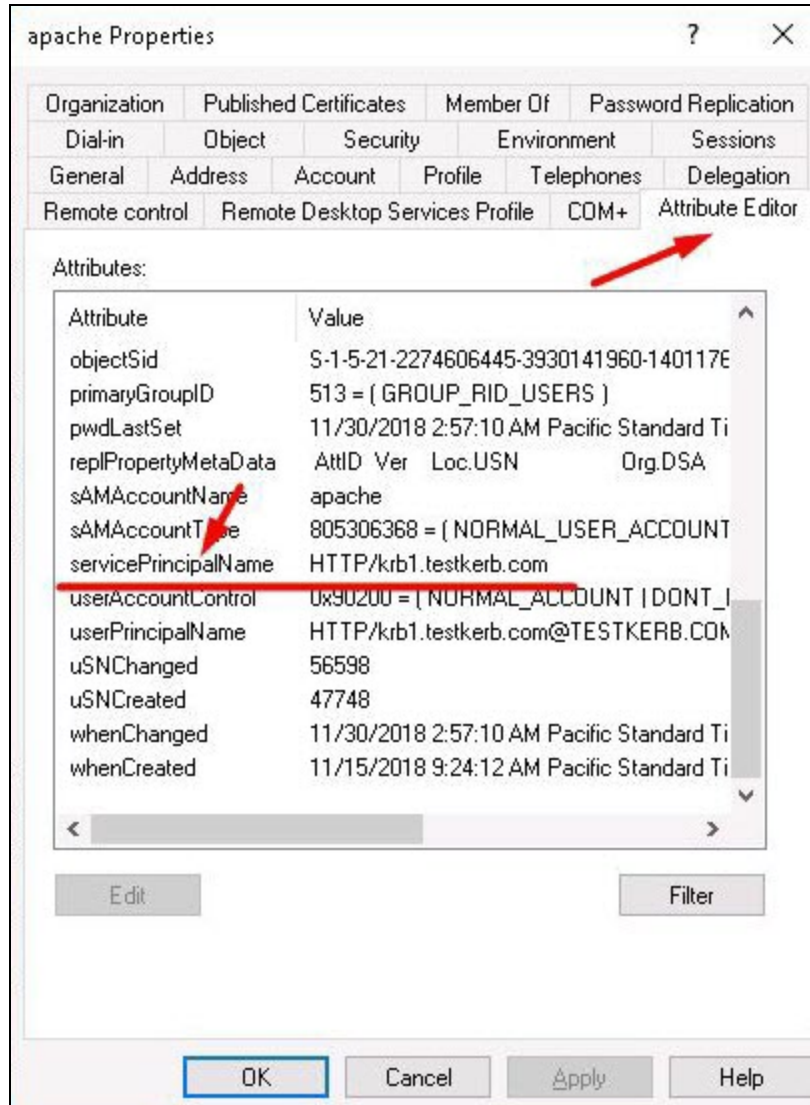 apache Properties ? ×
Organization Published Certificates Member Of Password Replication
Dial-in Object Security Environment Sessions
General Address Account Profile Telephones Delegation
Remote control Remote Desktop Services Profile COM+ Attribute Editor
Attributes:
Attribute Value
objectSid S-1-5-21-2274606445-3930141960-1401176
primaryGroupID 513 = ( GROUP_RID_USERS )
pwdLastSet 11/30/2018 2:57:10 AM Pacific Standard Ti
replPropertyMetaData AttID Ver Loc.USN Org.DSA
sAMAccountName apache
sAMAccountType 805306368 = ( NORMAL_USER_ACCOUNT
servicePrincipalName HTTP/krb1.testkerb.com
userAccountControl 0x90200 = ( NORMAL_ACCOUNT | DONT_
userPrincipalName HTTP/krb1.testkerb.com@TESTKERB.COM
uSNChanged 56598
uSNCreated 47748
whenChanged 11/30/2018 2:57:10 AM Pacific Standard Ti
whenCreated 11/15/2018 9:24:12 AM Pacific Standard Ti
Edit Filter
OK Cancel Apply Help